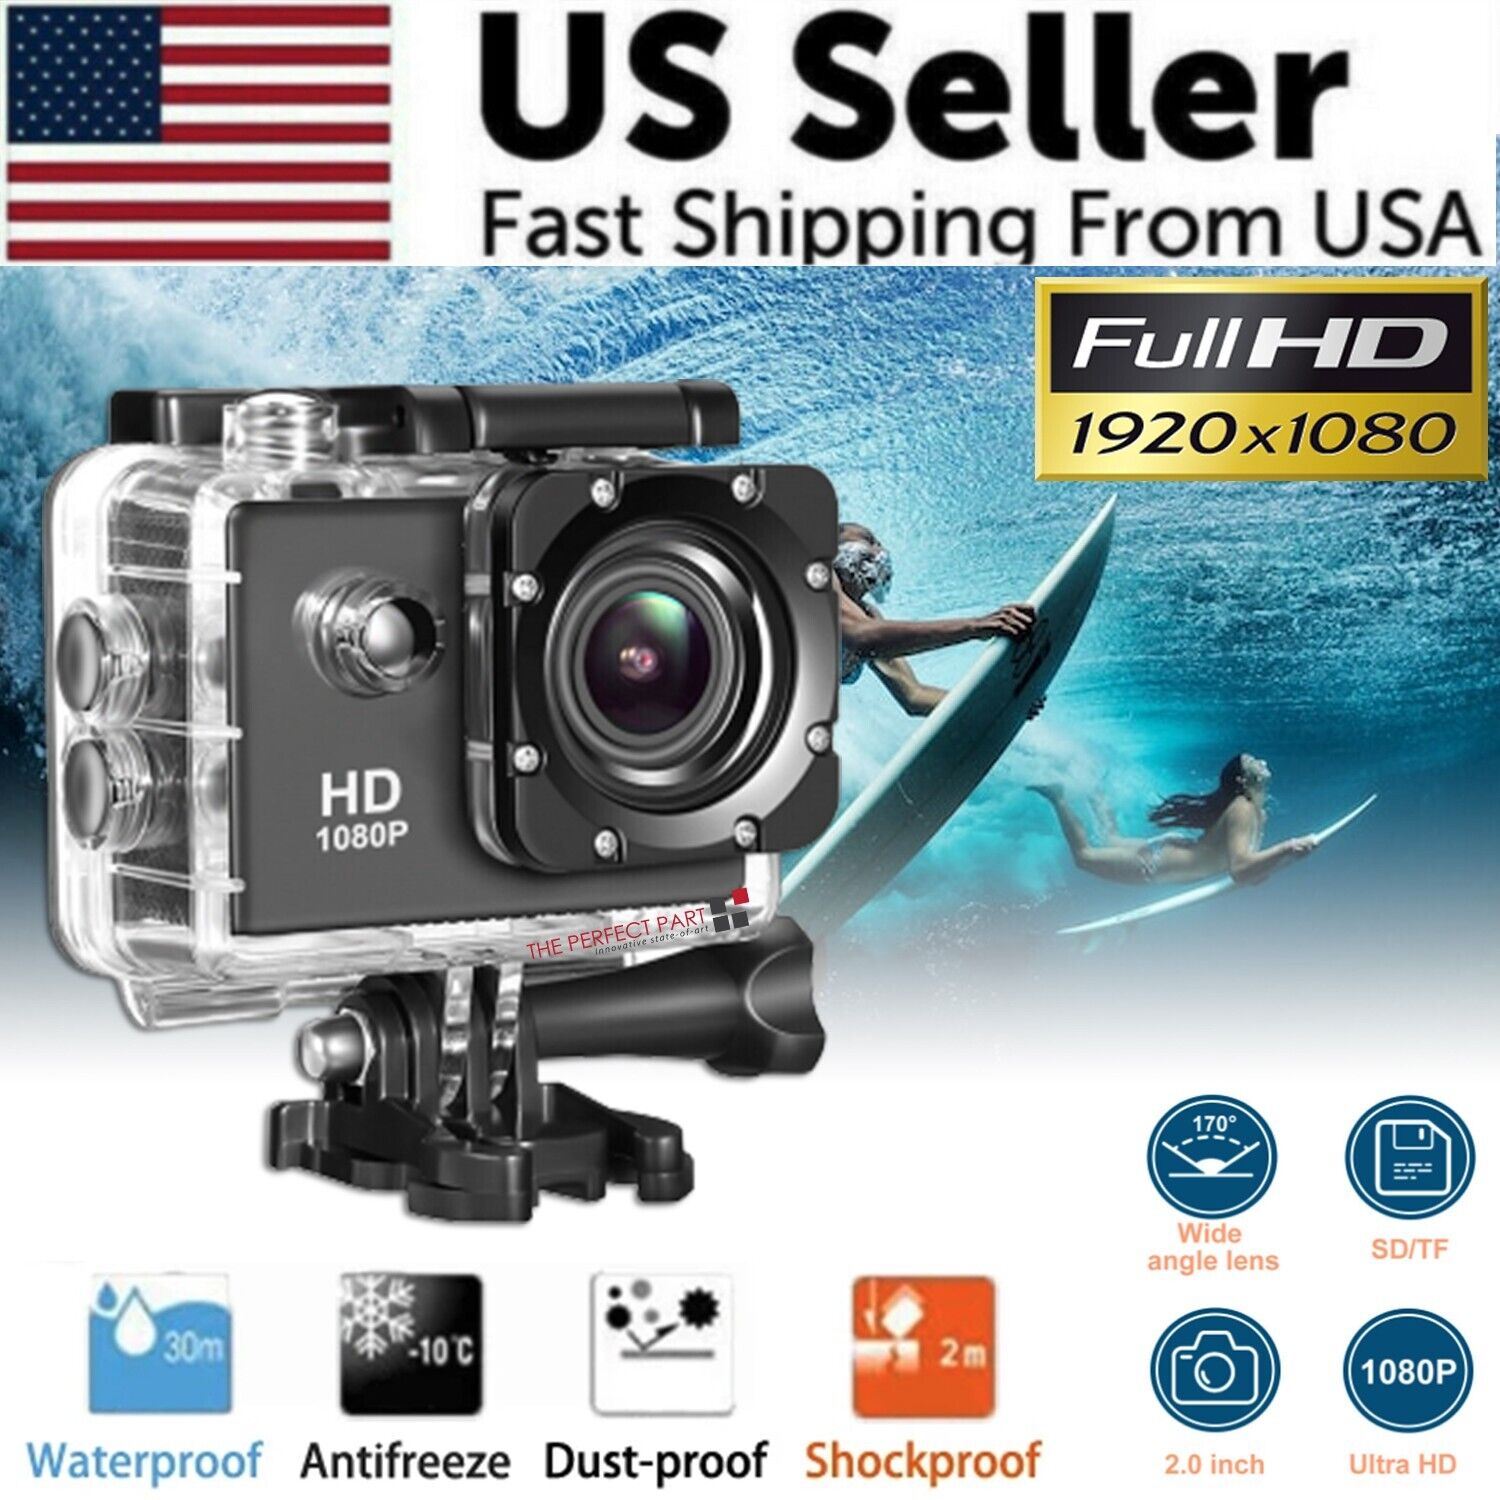 US Seller
Fast Shipping From USA
Full HD
1920x1080
HD
1080P
THE PERFECT PART
Innovative state-of-art
170°
Wide
angle lens
SD/TF
30m
-10°C
2m
Waterproof
Antifreeze
Dust-proof
Shockproof
2.0 inch
1080P
Ultra HD